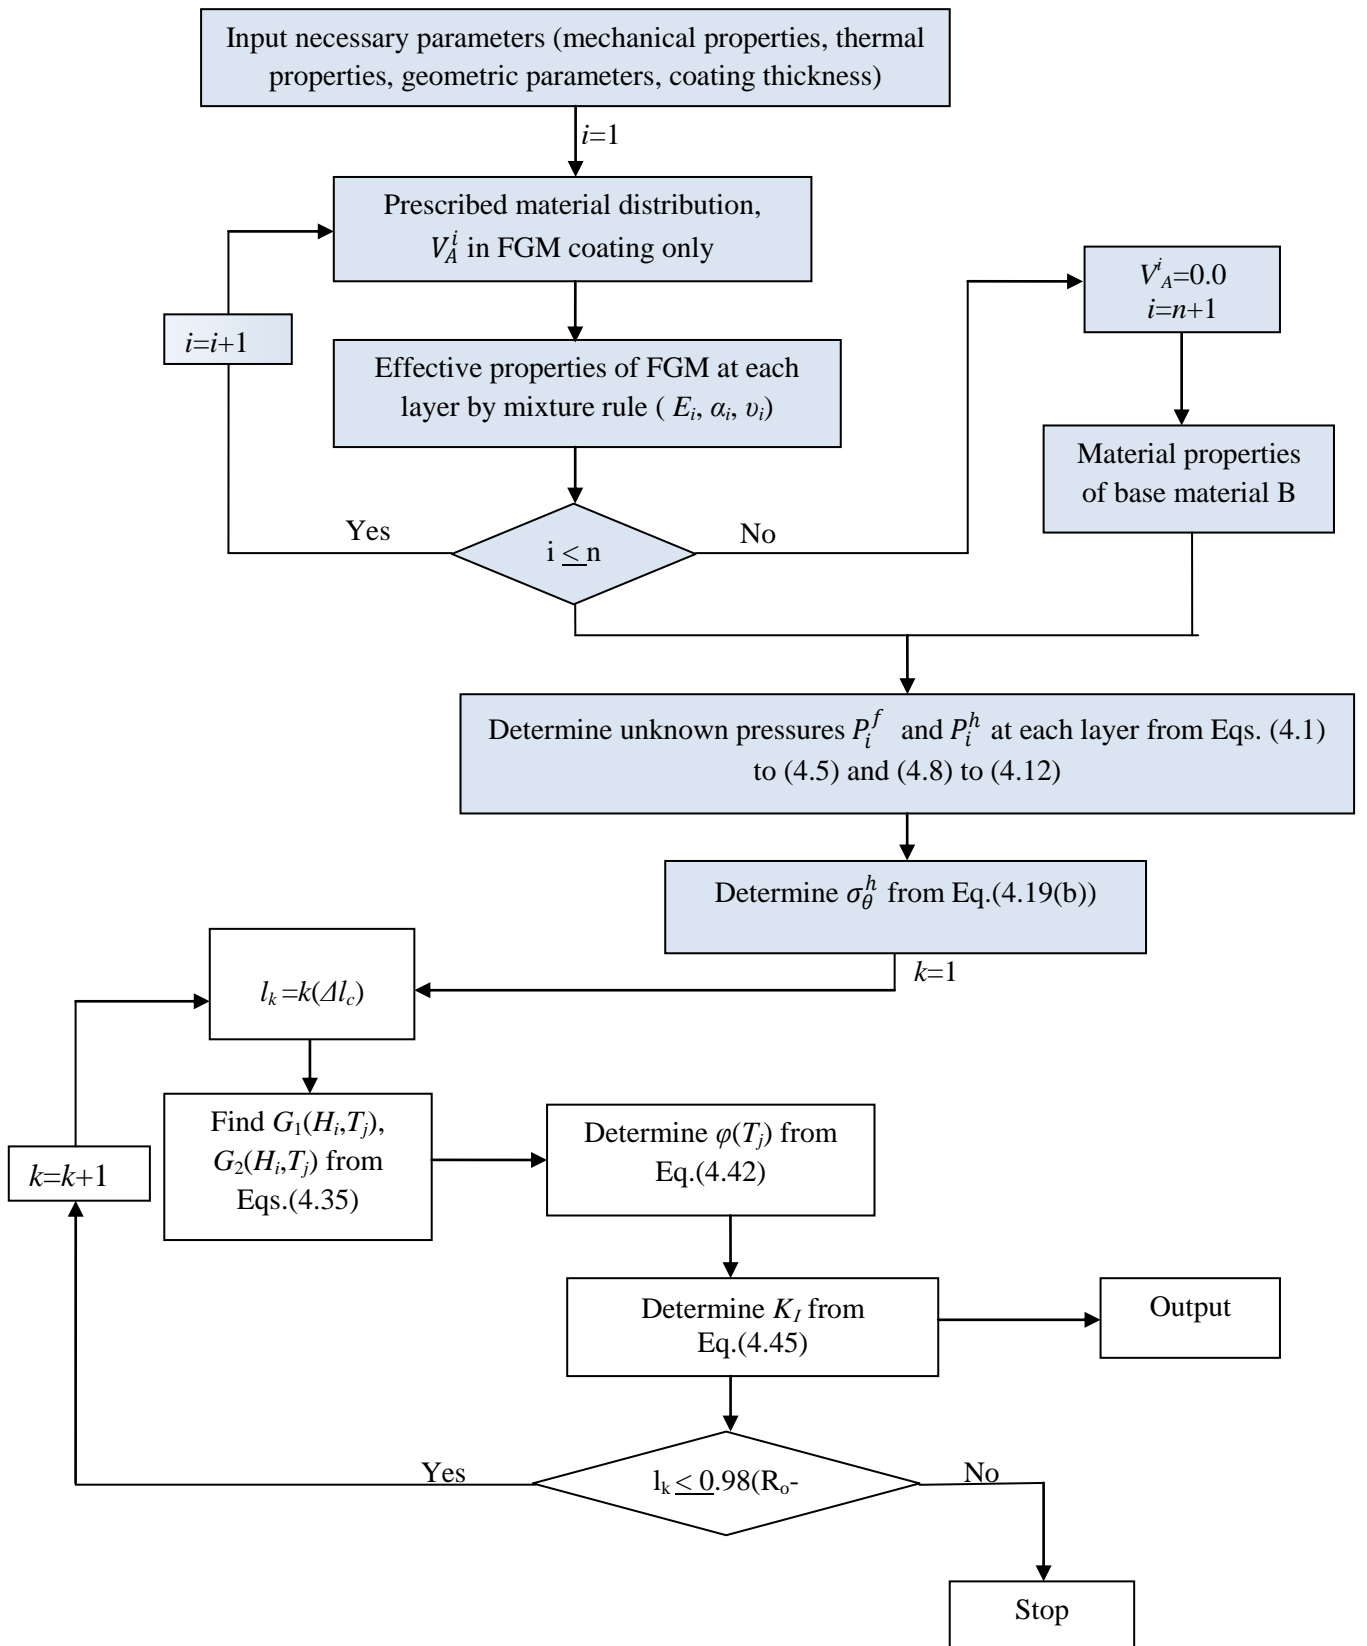 Input necessary parameters (mechanical properties, thermal
properties, geometric parameters, coating thickness)
i=1
Prescribed material distribution,
V_A^i in FGM coating only
V^i_A=0.0
i=n+1
i=i+1
Effective properties of FGM at each
layer by mixture rule ( E_i, α_i, υ_i)
Material properties
of base material B
Yes
No
i ≤ n
Determine unknown pressures P_i^f and P_i^h at each layer from Eqs. (4.1)
to (4.5) and (4.8) to (4.12)
Determine σ_θ^h from Eq.(4.19(b))
k=1
l_k=k(Δl_c)
Find G_1(H_i,T_j),
G_2(H_i,T_j) from
Eqs.(4.35)
Determine φ(T_j) from
Eq.(4.42)
k=k+1
Determine K_I from
Eq.(4.45)
Output
Yes
l_k ≤ 0.98(R_o-
No
Stop